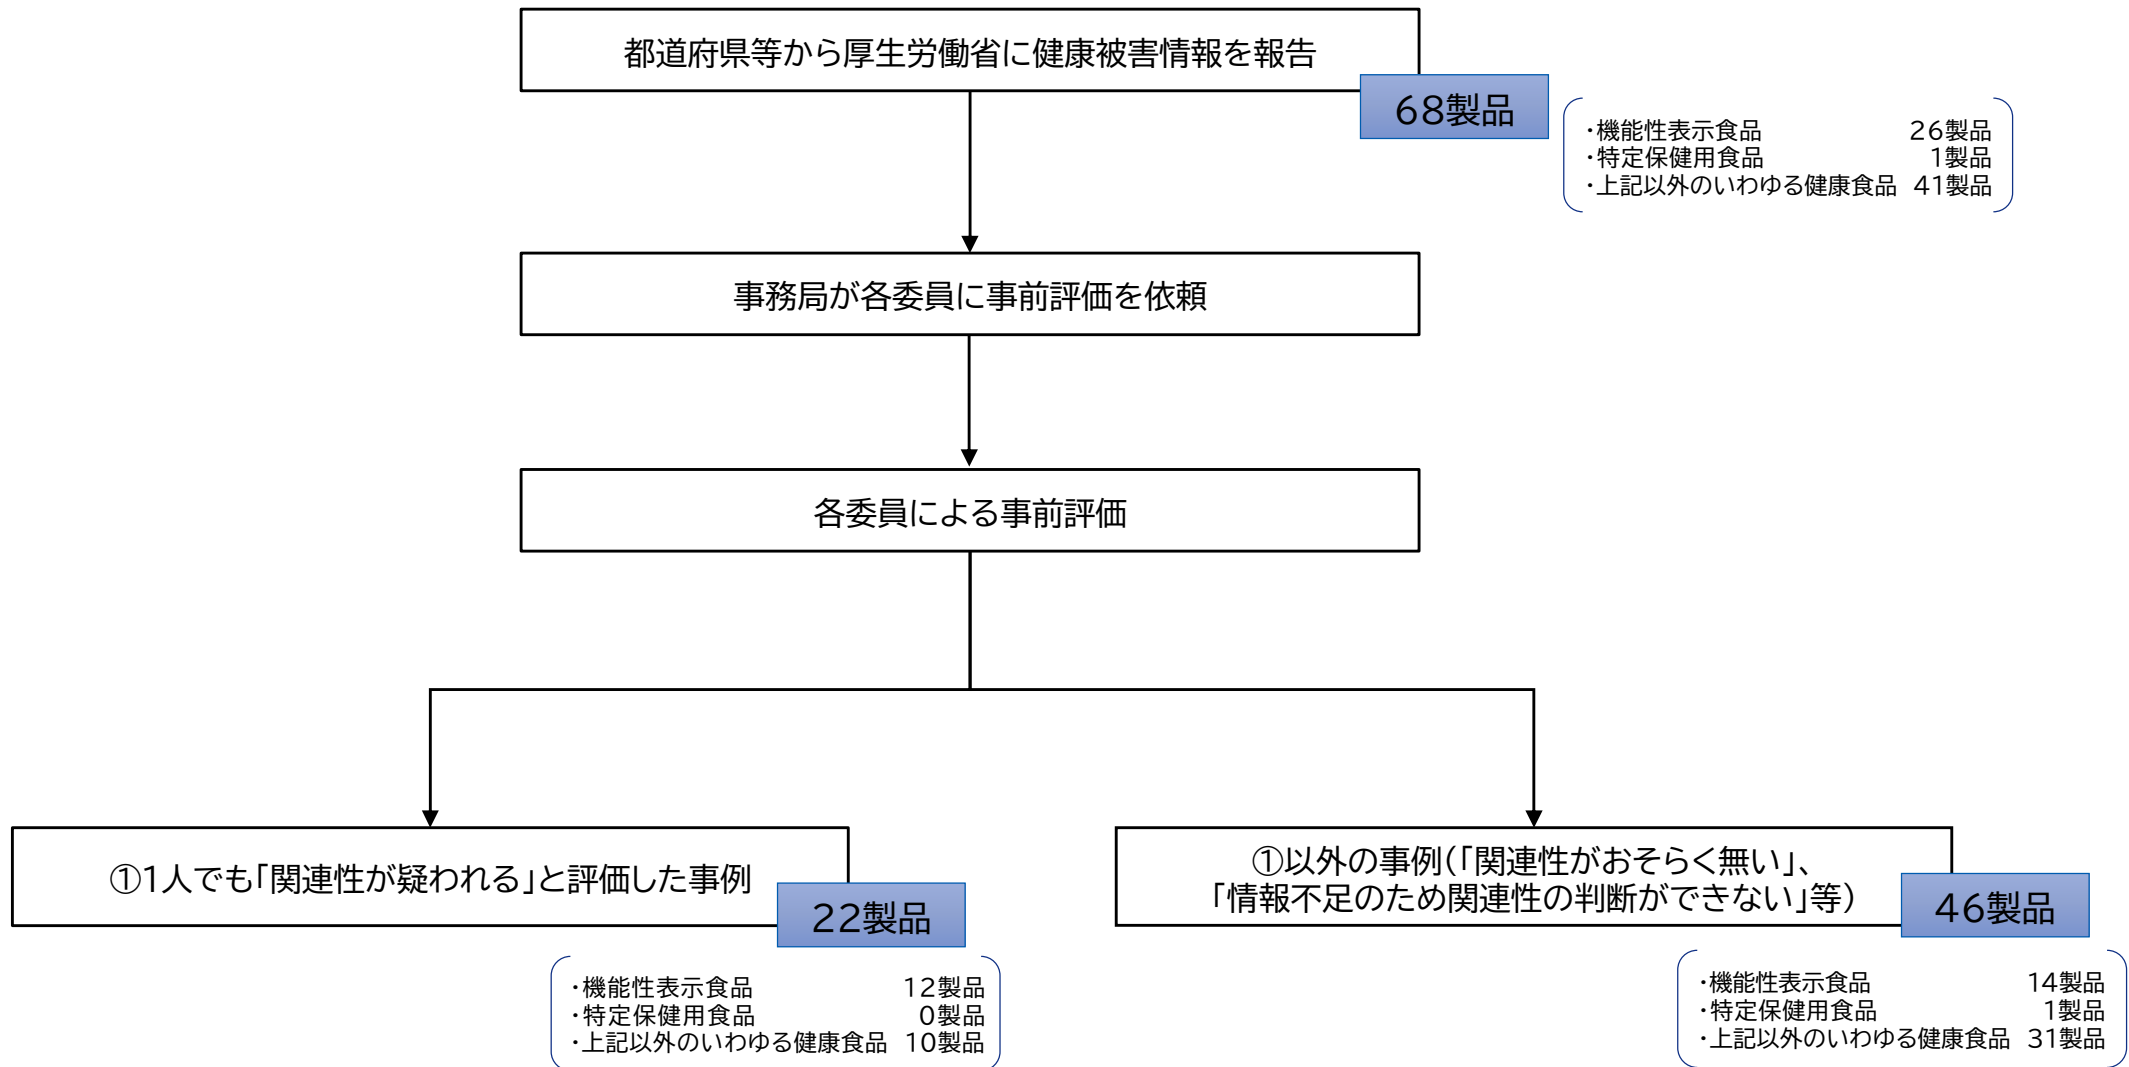 都道府県等から厚生労働省に健康被害情報を報告
68製品
・機能性表示食品 26製品
・特定保健用食品 1製品
・上記以外のいわゆる健康食品 41製品
事務局が各委員に事前評価を依頼
各委員による事前評価
①1人でも「関連性が疑われる」と評価した事例
22製品
・機能性表示食品 12製品
・特定保健用食品 0製品
・上記以外のいわゆる健康食品 10製品
①以外の事例(「関連性がおそらく無い」、
「情報不足のため関連性の判断ができない」等)
46製品
・機能性表示食品 14製品
・特定保健用食品 1製品
・上記以外のいわゆる健康食品 31製品